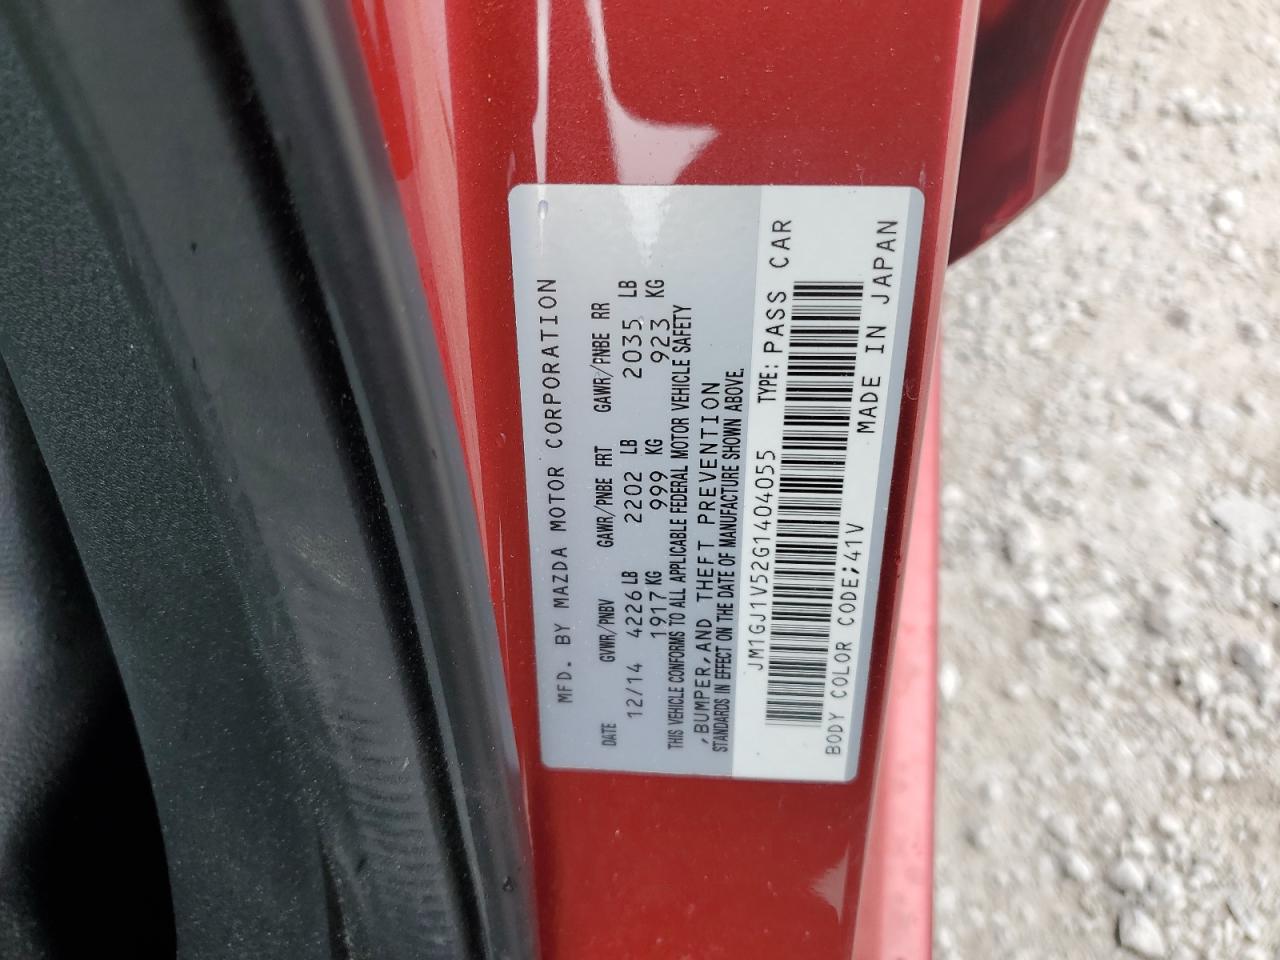 MFD. BY MAZDA MOTOR CORPORATION
DATE GVWR/PNBV GAWR/PNBE FRT GAWR/PNBE RR
12/14 4226 LB 2202 LB 2035 LB
1917 KG 999 KG 923 KG
THIS VEHICLE CONFORMS TO ALL APPLICABLE FEDERAL MOTOR VEHICLE SAFETY
,BUMPER,AND THEFT PREVENTION
STANDARDS IN EFFECT ON THE DATE OF MANUFACTURE SHOWN ABOVE.
JM1GJ1V52G1404055 TYPE: PASS CAR
BODY COLOR CODE;41V MADE IN JAPAN